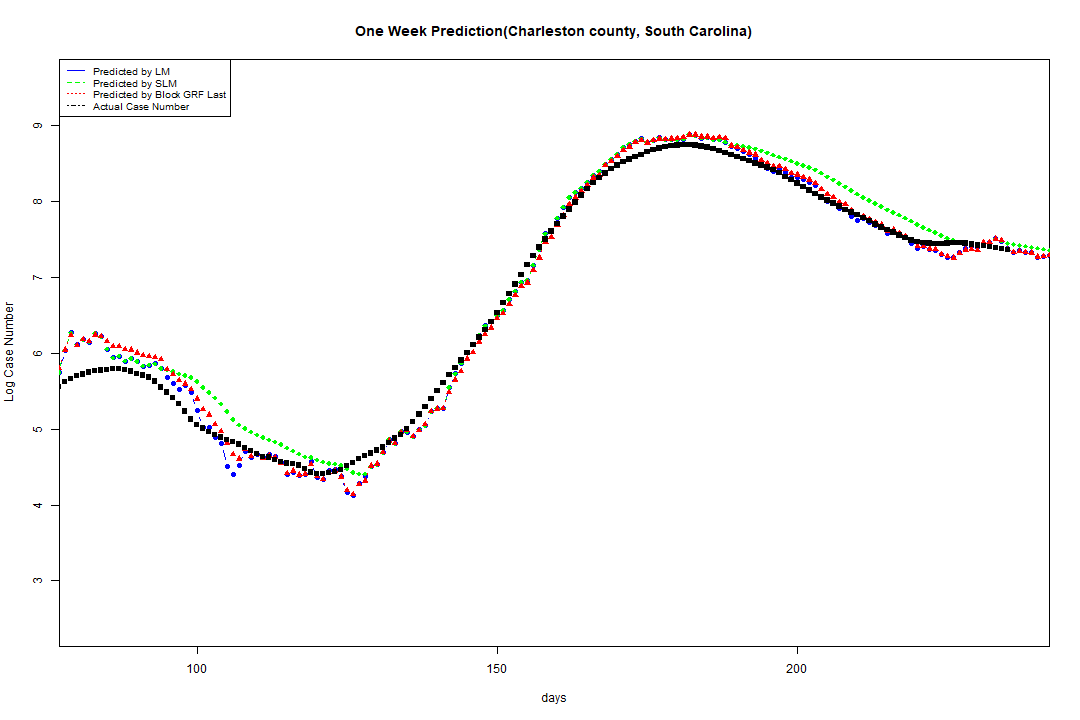 One Week Prediction(Charleston county, South Carolina)
Predicted by LM
Predicted by SLM
Predicted by Block GRF Last
Actual Case Number
9
8
7
6
5
4
3
Log Case Number
100 150 200
days